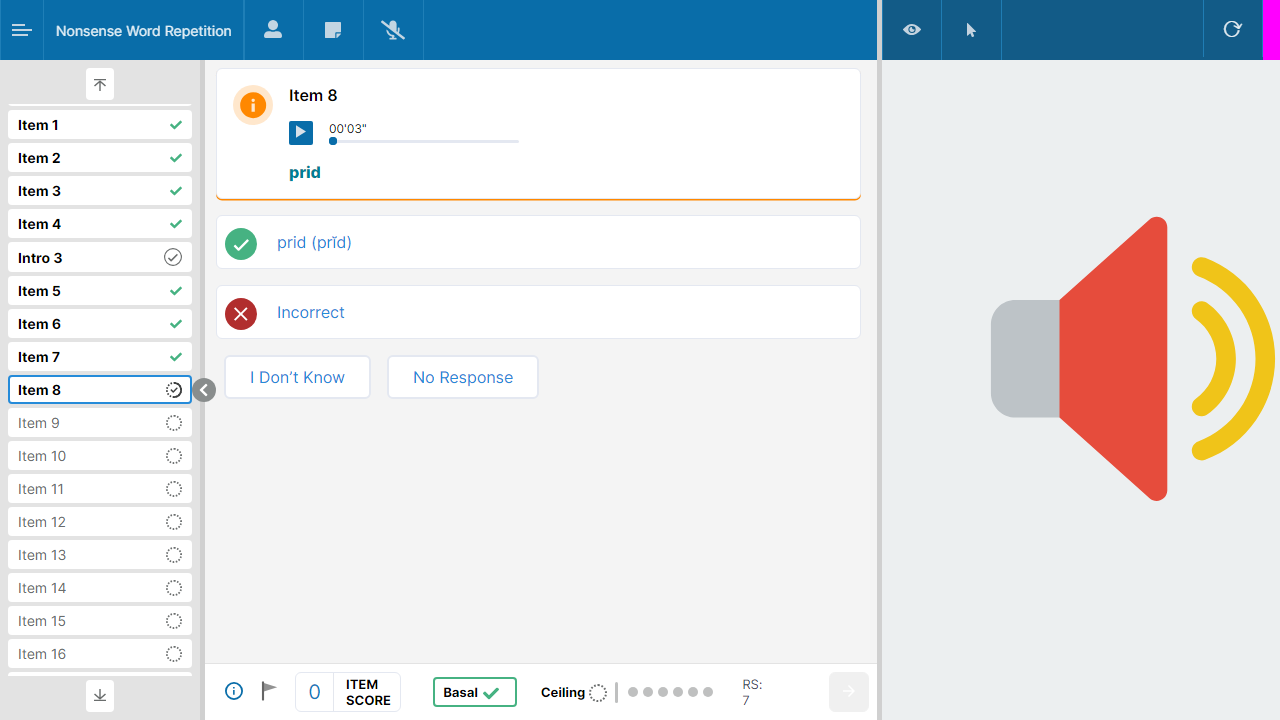 Nonsense Word Repetition
Item 1
Item 2
Item 3
Item 4
Intro 3
Item 5
Item 6
Item 7
Item 8
Item 9
Item 10
Item 11
Item 12
Item 13
Item 14
Item 15
Item 16
Item 8
00'03"
prid
prid (prĭd)
Incorrect
I Don’t Know
No Response
0
ITEM
SCORE
Basal
Ceiling
RS:
7